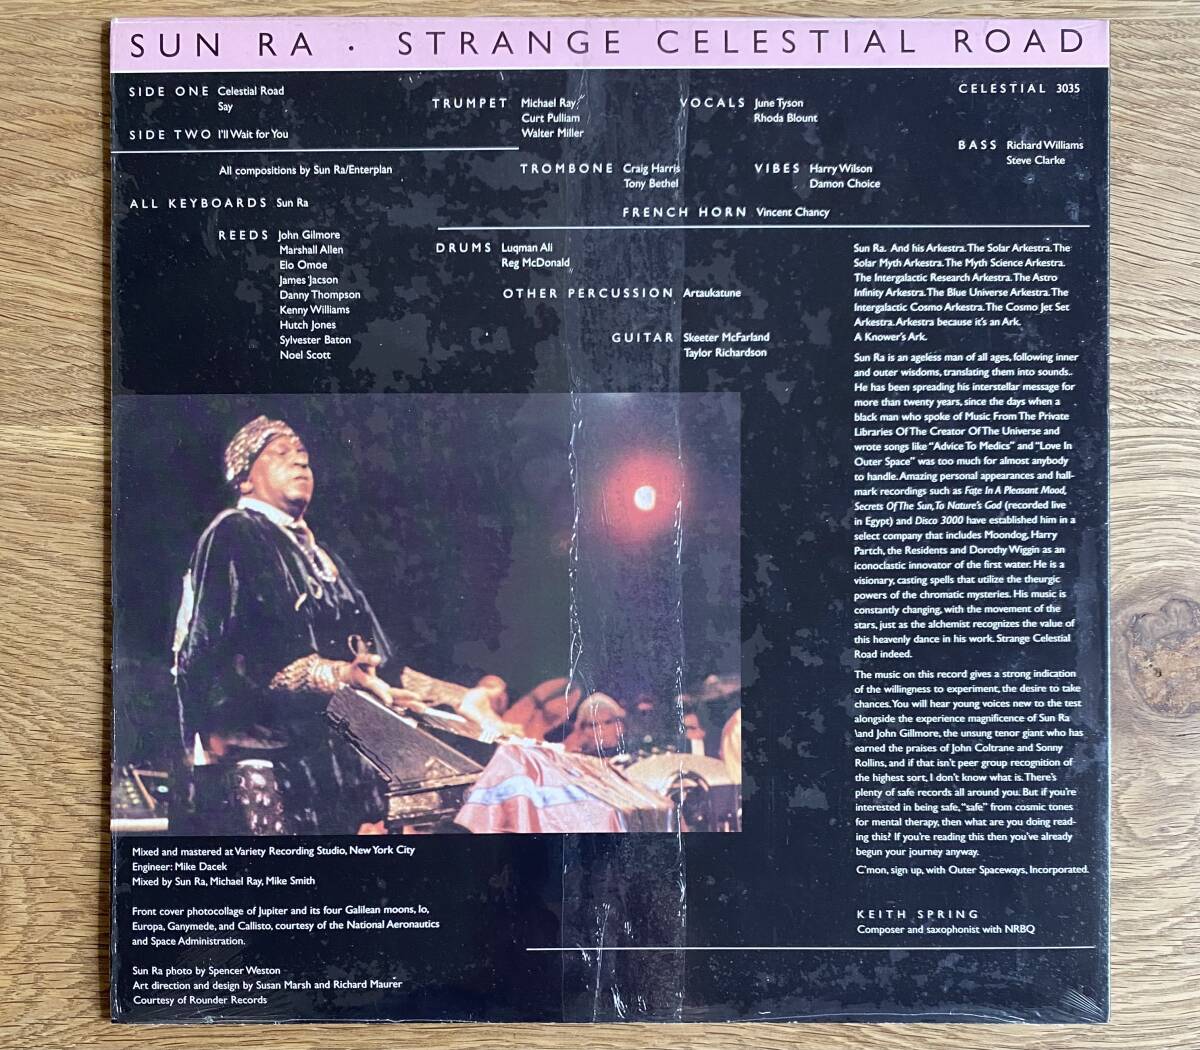 SUN RA · STRANGE CELESTIAL ROAD
SIDE ONE Celestial Road
Say
SIDE TWO I'll Wait for You
All compositions by Sun Ra/Enterplan
ALL KEYBOARDS Sun Ra
REEDS John Gilmore
Marshall Allen
Elo Omoe
James Jacson
Danny Thompson
Kenny Williams
Hutch Jones
Sylvester Baton
Noel Scott
TRUMPET Michael Ray
Curt Pulliam
Walter Miller
VOCALS June Tyson
Rhoda Blount
CELESTIAL 3035
TROMBONE Craig Harris
Tony Bethel
VIBES Harry Wilson
Damon Choice
BASS Richard Williams
Steve Clarke
FRENCH HORN Vincent Chancy
DRUMS Luqman Ali
Reg McDonald
OTHER PERCUSSION Artaukatune
GUITAR Skeeter McFarland
Taylor Richardson
Sun Ra. And his Arkestra. The Solar Arkestra. The
Solar Myth Arkestra. The Myth Science Arkestra.
The Intergalactic Research Arkestra. The Astro
Infinity Arkestra. The Blue Universe Arkestra. The
Intergalactic Cosmo Arkestra. The Cosmo Jet Set
Arkestra. Arkestra because it's an Ark.
A Knower's Ark.
Sun Ra is an ageless man of all ages, following inner
and outer wisdoms, translating them into sounds..
He has been spreading his interstellar message for
more than twenty years, since the days when a
black man who spoke of Music From The Private
Libraries Of The Creator Of The Universe and
wrote songs like "Advice To Medics" and "Love In
Outer Space" was too much for almost anybody
to handle. Amazing personal appearances and hall-
mark recordings such as Fate In A Pleasant Mood,
Secrets Of The Sun, To Nature's God (recorded live
in Egypt) and Disco 3000 have established him in a
select company that includes Moondog, Harry
Partch, the Residents and Dorothy Wiggin as an
iconoclastic innovator of the first water. He is a
visionary, casting spells that utilize the theurgic
powers of the chromatic mysteries. His music is
constantly changing, with the movement of the
stars, just as the alchemist recognizes the value of
this heavenly dance in his work. Strange Celestial
Road indeed.
The music on this record gives a strong indication
of the willingness to experiment, the desire to take
chances. You will hear young voices new to the test
alongside the experience magnificence of Sun Ra
and John Gillmore, the unsung tenor giant who has
earned the praises of John Coltrane and Sonny
Rollins, and if that isn't peer group recognition of
the highest sort, I don't know what is. There's
plenty of safe records all around you. But if you're
interested in being safe, "safe" from cosmic tones
for mental therapy, then what are you doing read-
ing this? If you're reading this then you've already
begun your journey anyway.
C'mon, sign up, with Outer Spaceways, Incorporated.
KEITH SPRING
Composer and saxophonist with NRBQ
Mixed and mastered at Variety Recording Studio, New York City
Engineer: Mike Dacek
Mixed by Sun Ra, Michael Ray, Mike Smith
Front cover photocollage of Jupiter and its four Galilean moons, Io,
Europa, Ganymede, and Callisto, courtesy of the National Aeronautics
and Space Administration.
Sun Ra photo by Spencer Weston
Art direction and design by Susan Marsh and Richard Maurer
Courtesy of Rounder Records